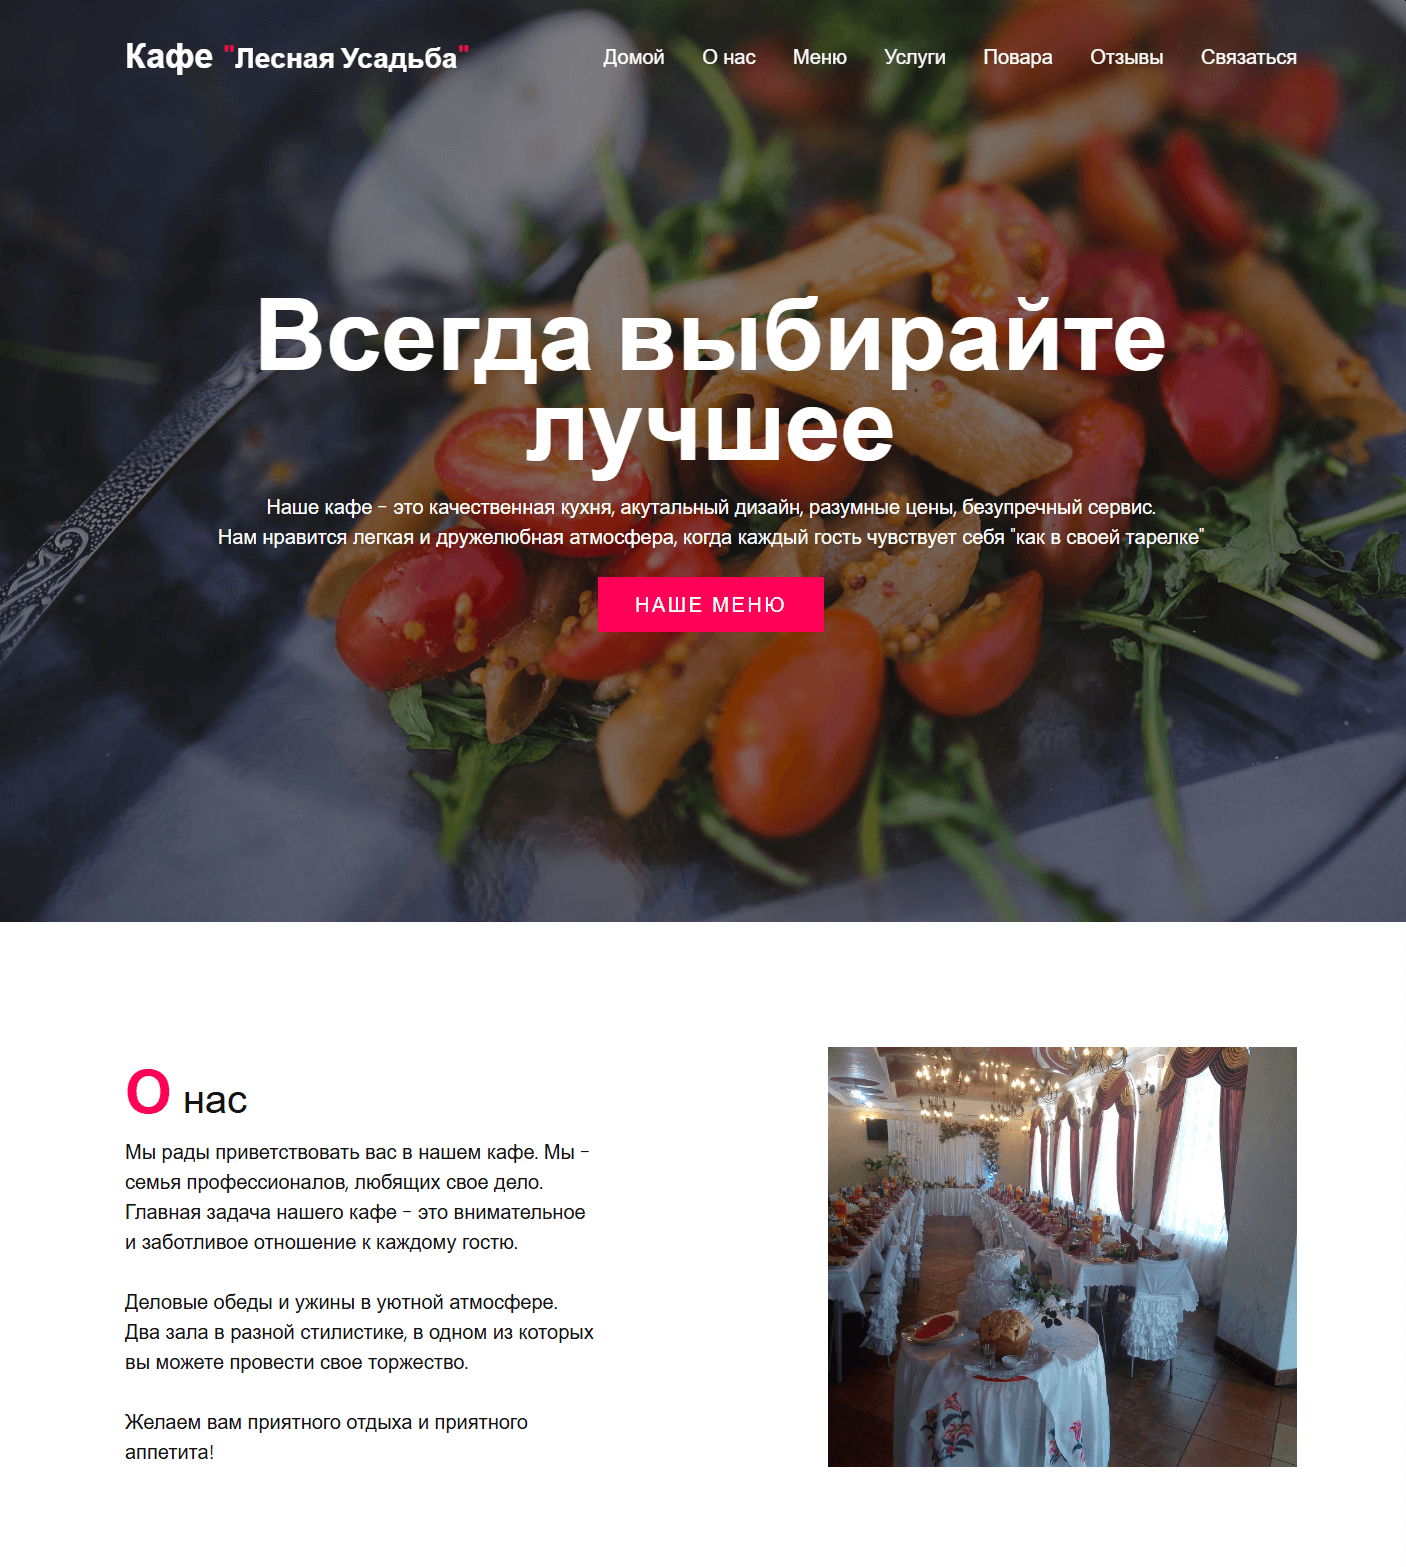 Кафе "Лесная Усадьба"
Домой О нас Меню Услуги Повара Отзывы Связаться
Всегда выбирайте
лучшее
Наше кафе - это качественная кухня, акутальный дизайн, разумные цены, безупречный сервис.
Нам нравится легкая и дружелюбная атмосфера, когда каждый гость чувствует себя "как в своей тарелке"
НАШЕ МЕНЮ
О нас
Мы рады приветствовать вас в нашем кафе. Мы -
семья профессионалов, любящих свое дело.
Главная задача нашего кафе - это внимательное
и заботливое отношение к каждому гостю.
Деловые обеды и ужины в уютной атмосфере.
Два зала в разной стилистике, в одном из которых
вы можете провести свое торжество.
Желаем вам приятного отдыха и приятного
аппетита!